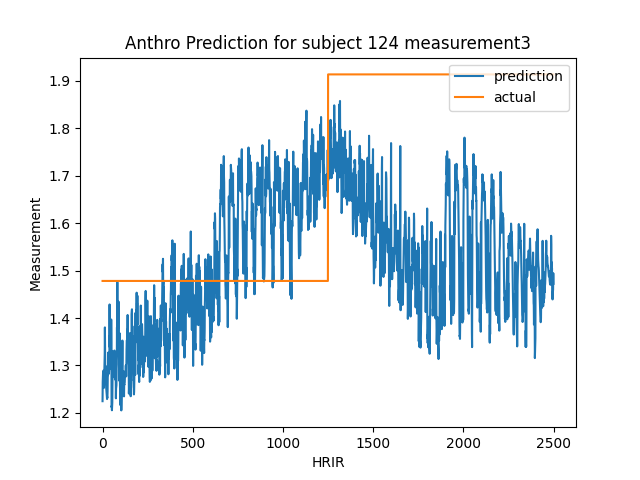 Anthro Prediction for subject 124 measurement3
prediction
actual
Measurement
1.9
1.8
1.7
1.6
1.5
1.4
1.3
1.2
0
500
1000
1500
2000
2500
HRIR